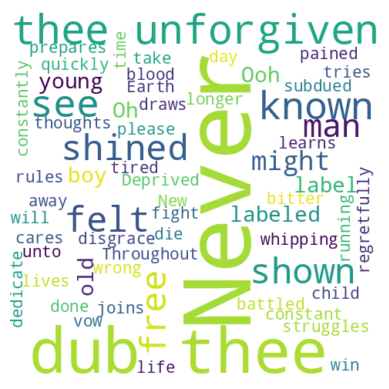 thee unforgiven
prepares time take day pained
constantly quickly blood Ooh tries
young Earth longer subdued
see Oh draws known
thoughts please man
shined learns
tired might
rules boy Deprived label
away New bitter
will felt fight labeled
cares disgrace die whipping running regretfully
unto Throughout
dedicate old free wrong Never shown
lives done joins battled child
vow constant struggles
dub thee
life win